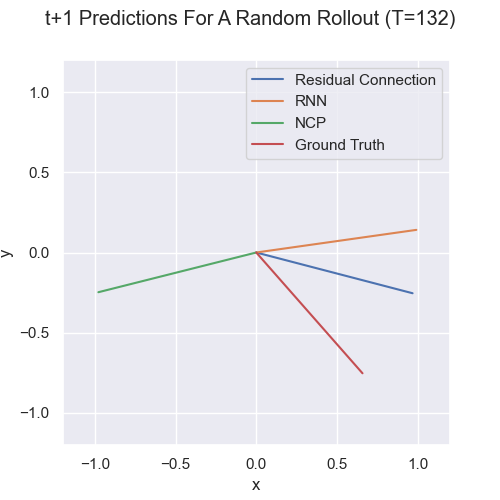 t+1 Predictions For A Random Rollout (T=132)
Residual Connection
RNN
NCP
Ground Truth
1.0
0.5
0.0
−0.5
−1.0
y
−1.0 −0.5 0.0 0.5 1.0
x